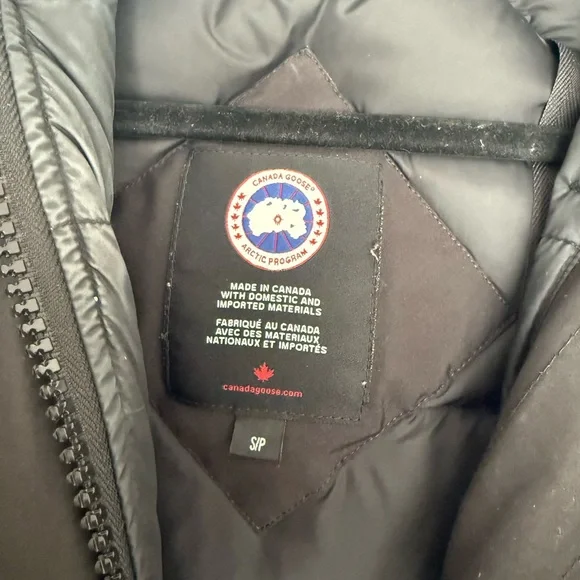 CANADA GOOSE®
ARCTIC PROGRAM
MADE IN CANADA
WITH DOMESTIC AND
IMPORTED MATERIALS
FABRIQUÉ AU CANADA
AVEC DES MATERIAUX
NATIONAUX ET IMPORTÉS
canadagoose.com
S/P